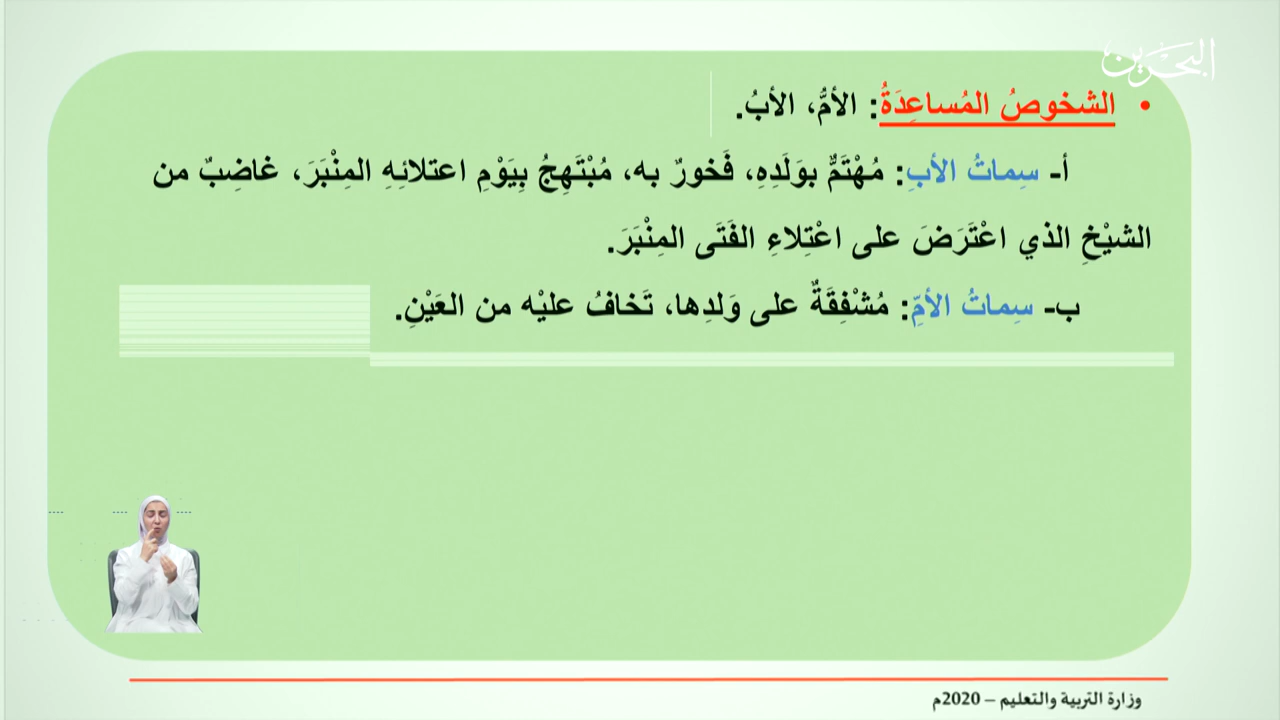 البحرين
• الشخوصُ المُساعِدَةُ: الأمُّ، الأبُ.
أ- سِماتُ الأبِ: مُهْتَمٌّ بوَلَدِهِ، فَخورٌ به، مُبْتَهِجُ بِيَوْمِ اعتلائِهِ المِنْبَرَ، غاضِبٌ من
الشيْخِ الذي اعْتَرَضَ على اعْتِلاءِ الفَتَى المِنْبَرَ.
ب- سِماتُ الأمِّ: مُشْفِقَةٌ على وَلدِها، تَخافُ عليْه من العَيْنِ.
وزارة التربية والتعليم – 2020م